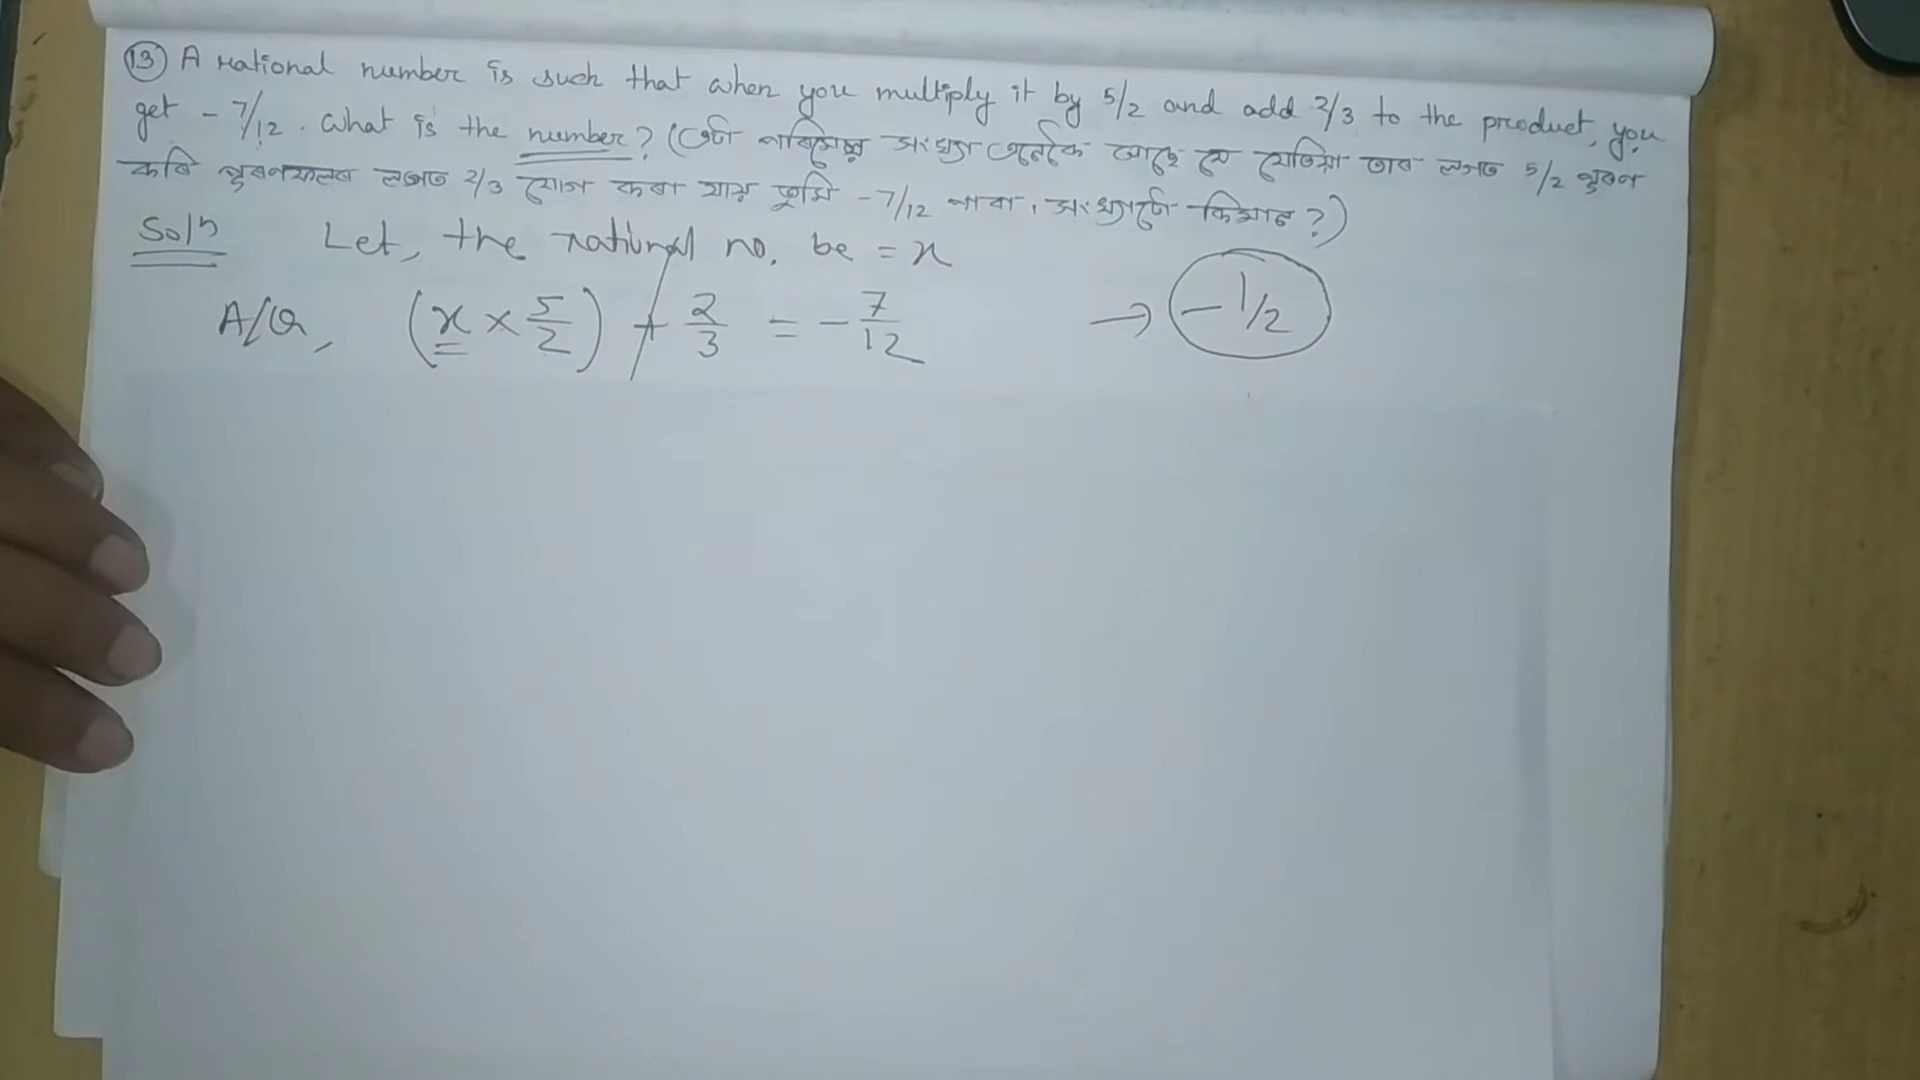 13 A rational number is such that when you multiply it by 5/2 and add 2/3 to the product, you
get - 7/12. What is the number? (এটা পৰিমেয় সংখ্যা এনেকৈ আছে যে যেতিয়া তাৰ লগত 5/2 পূৰণ
কৰি পূৰণফলৰ লগত 2/3 যোগ কৰা যায় তুমি -7/12 পাবা, সংখ্যাটো কিমান?)
Soln Let, the rational no. be = x
A/Q, (x × 5/2) + 2/3 = - 7/12 → -1/2